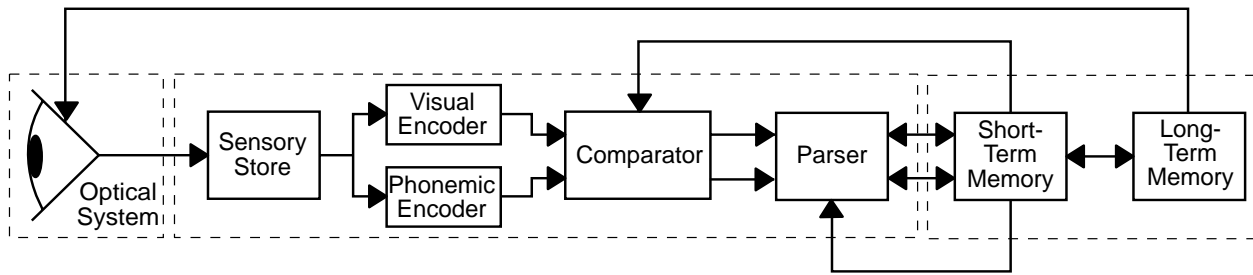 Optical
System
Sensory
Store
Visual
Encoder
Phonemic
Encoder
Comparator
Parser
Short-
Term
Memory
Long-
Term
Memory